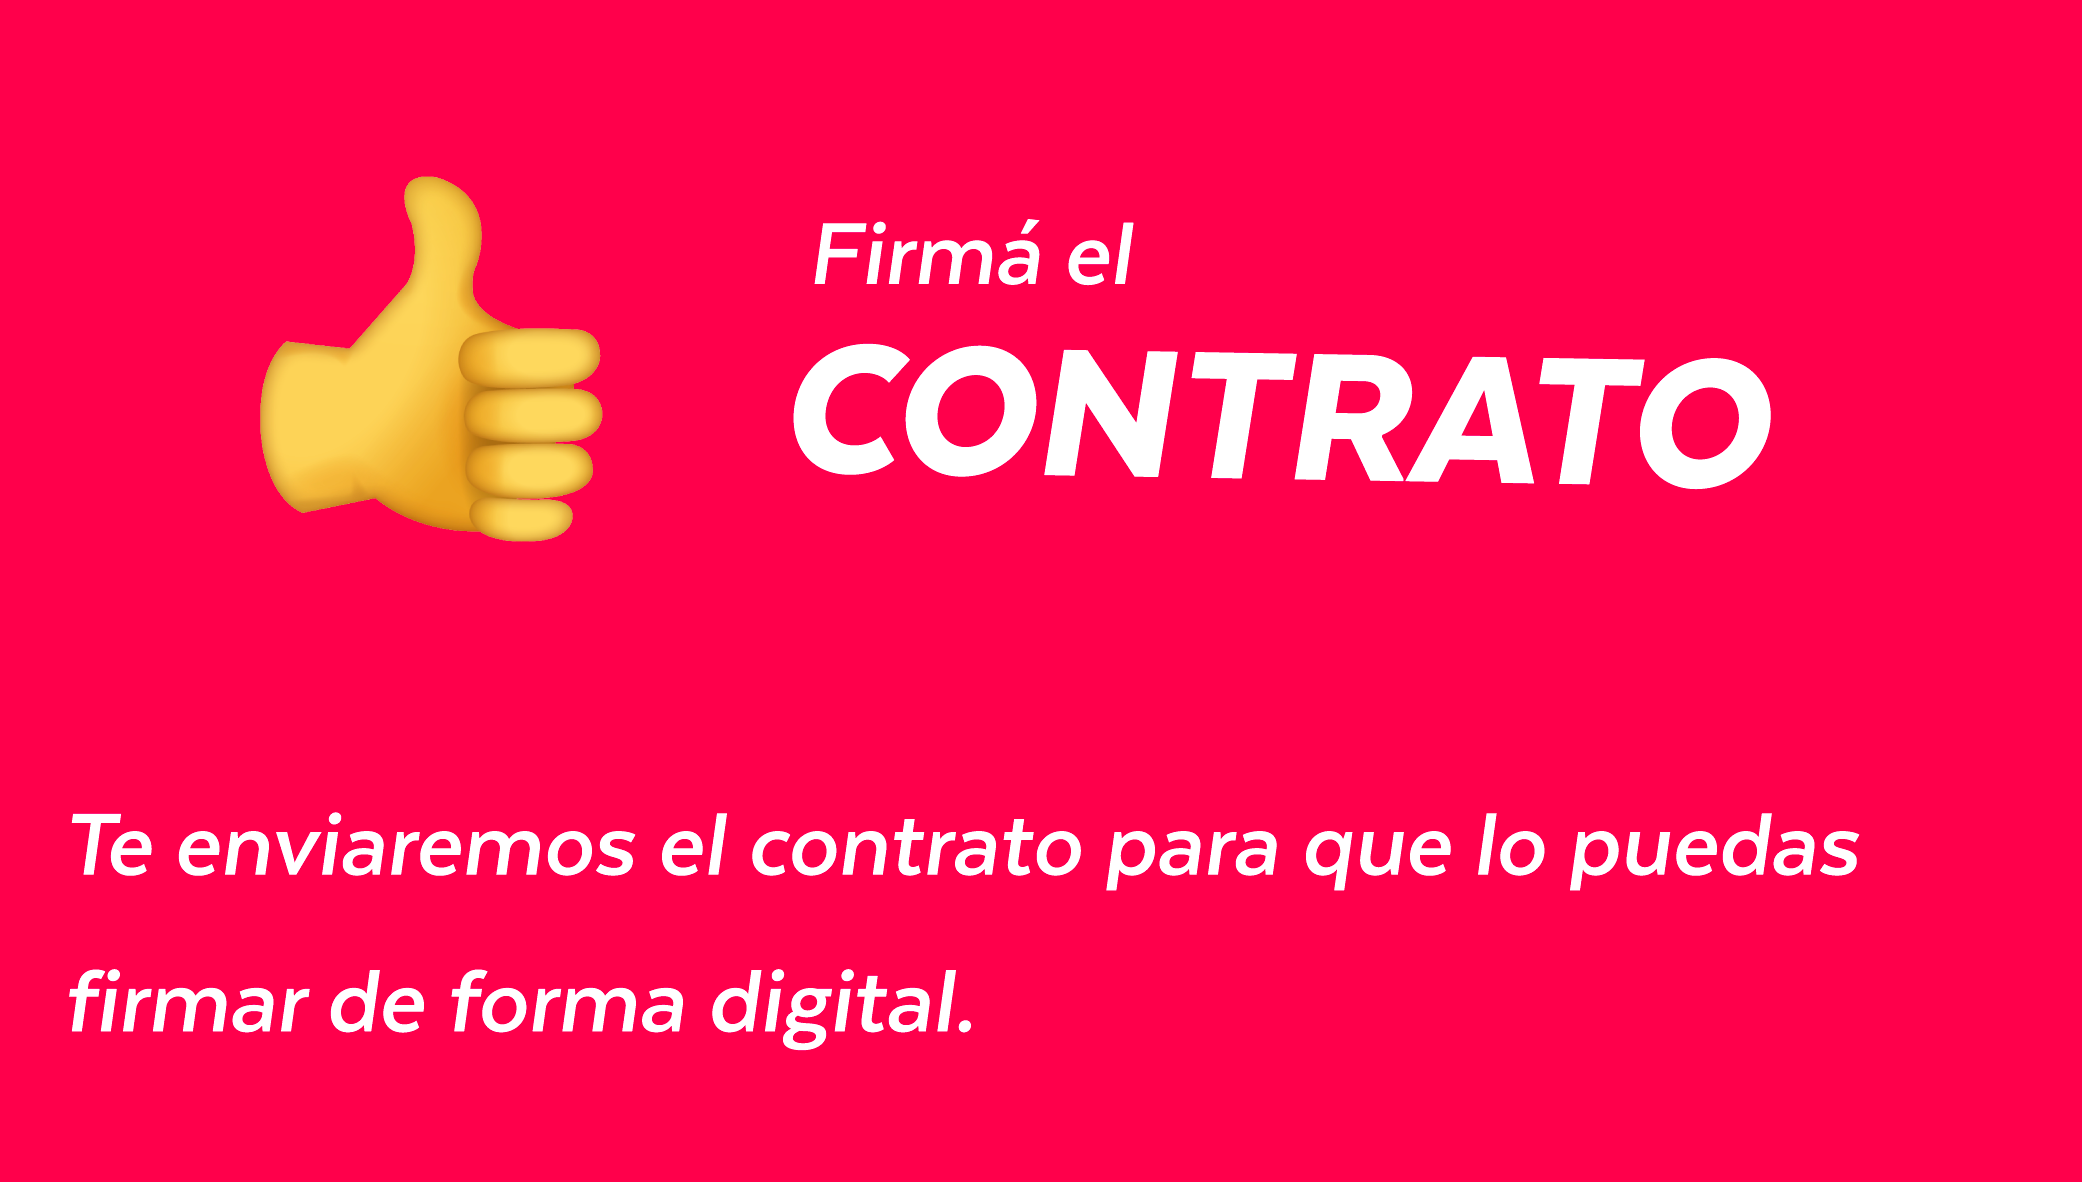 Firmá el
CONTRATO
Te enviaremos el contrato para que lo puedas
firmar de forma digital.